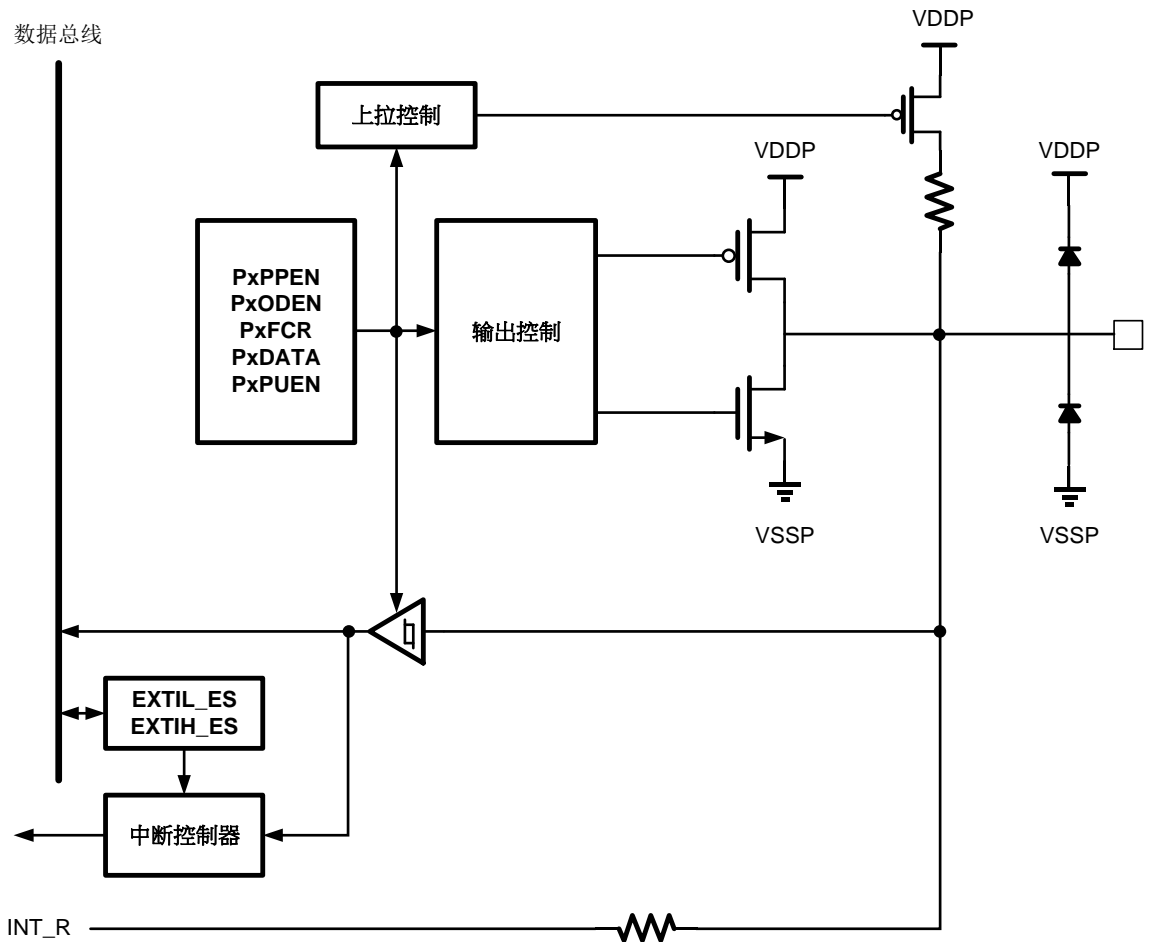 数据总线
VDDP
上拉控制
VDDP
VDDP
PxPPEN
PxODEN
PxFCR
PxDATA
PxPUEN
输出控制
VSSP
VSSP
EXTIL_ES
EXTIH_ES
中断控制器
INT_R